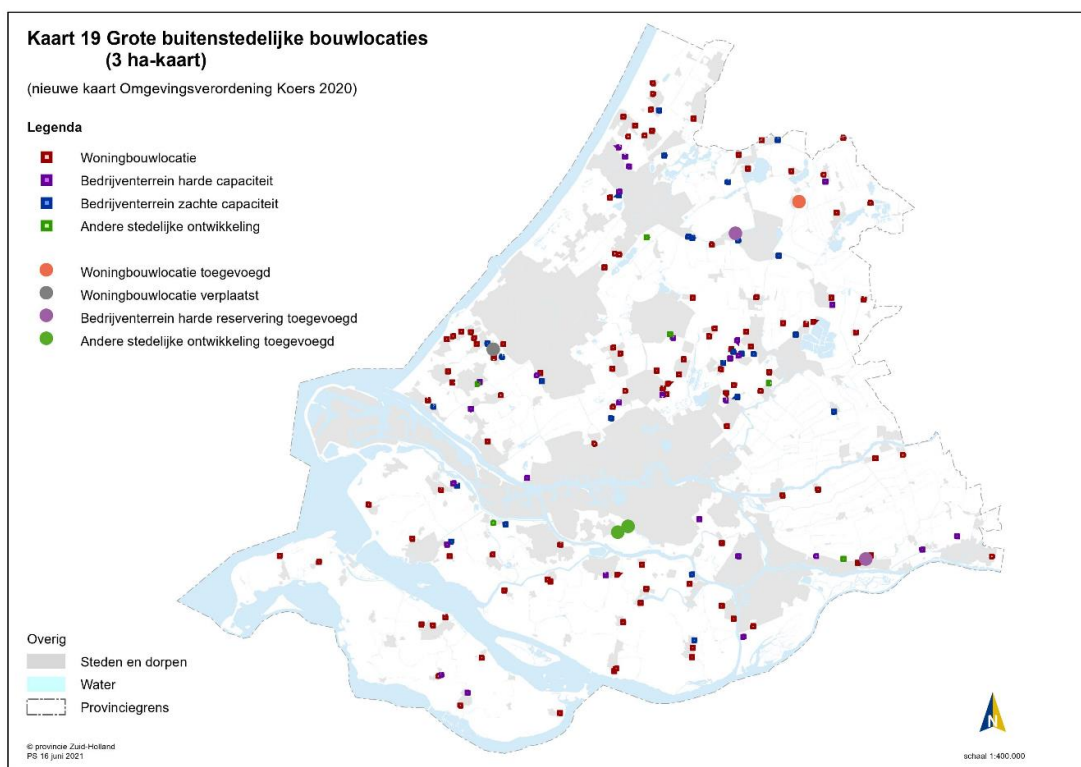 Kaart 19 Grote buitenstedelijke bouwlocaties
(3 ha-kaart)
(nieuwe kaart Omgevingsverordening Koers 2020)
Legenda
Woningbouwlocatie
Bedrijventerrein harde capaciteit
Bedrijventerrein zachte capaciteit
Andere stedelijke ontwikkeling
Woningbouwlocatie toegevoegd
Woningbouwlocatie verplaatst
Bedrijventerrein harde reservering toegevoegd
Andere stedelijke ontwikkeling toegevoegd
Overig
Steden en dorpen
Water
Provinciegrens
© provincie Zuid-Holland
PS 16 juni 2021
N
schaal 1:400.000